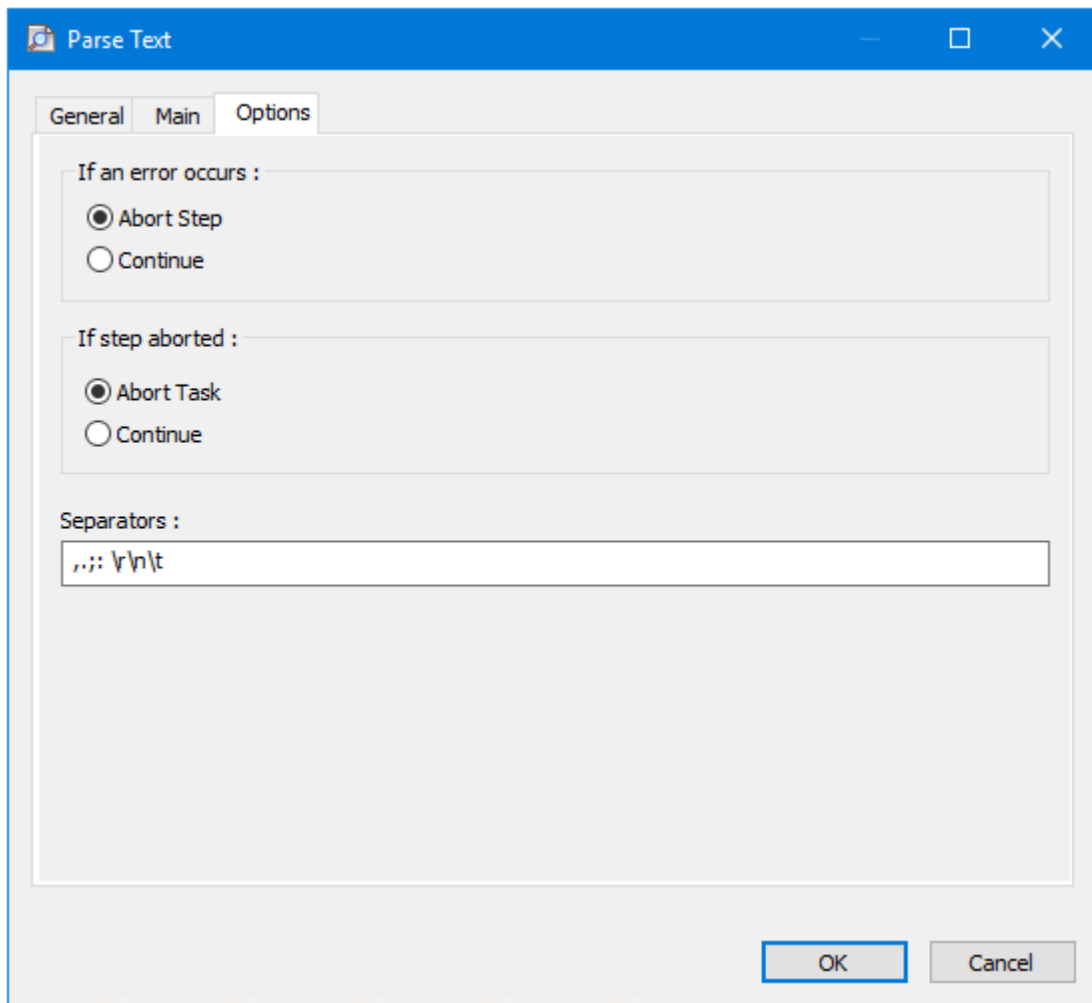 Parse Text
General Main Options
If an error occurs :
Abort Step
Continue
If step aborted :
Abort Task
Continue
Separators :
,.;: \r\n\t
OK Cancel